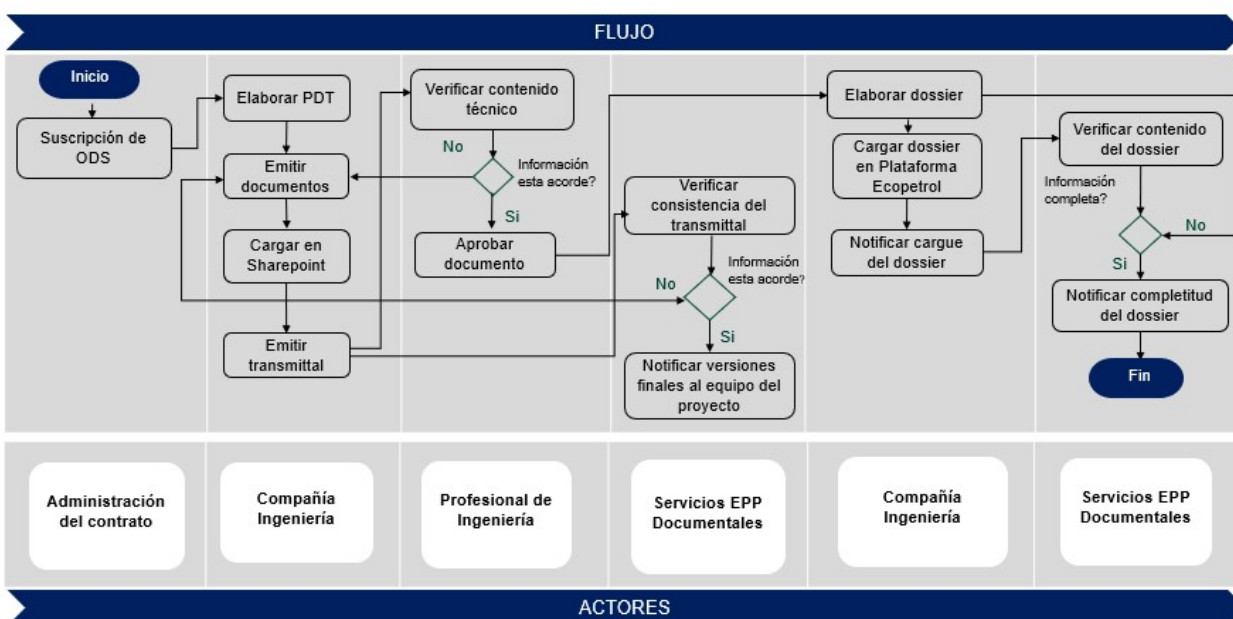 FLUJO
Inicio
Suscripción de
ODS
Elaborar PDT
Emitir
documentos
Cargar en
Sharepoint
Emitir
transmittal
Verificar contenido
técnico
No
Información
esta acorde?
Si
Aprobar
documento
Verificar
consistencia del
transmittal
Información
esta acorde?
No
Si
Notificar versiones
finales al equipo del
proyecto
Elaborar dossier
Cargar dossier
en Plataforma
Ecopetrol
Notificar cargue
del dossier
Verificar contenido
del dossier
Información
completa?
No
Si
Notificar completitud
del dossier
Fin
Administración
del contrato
Compañía
Ingeniería
Profesional de
Ingeniería
Servicios EPP
Documentales
Compañía
Ingeniería
Servicios EPP
Documentales
ACTORES